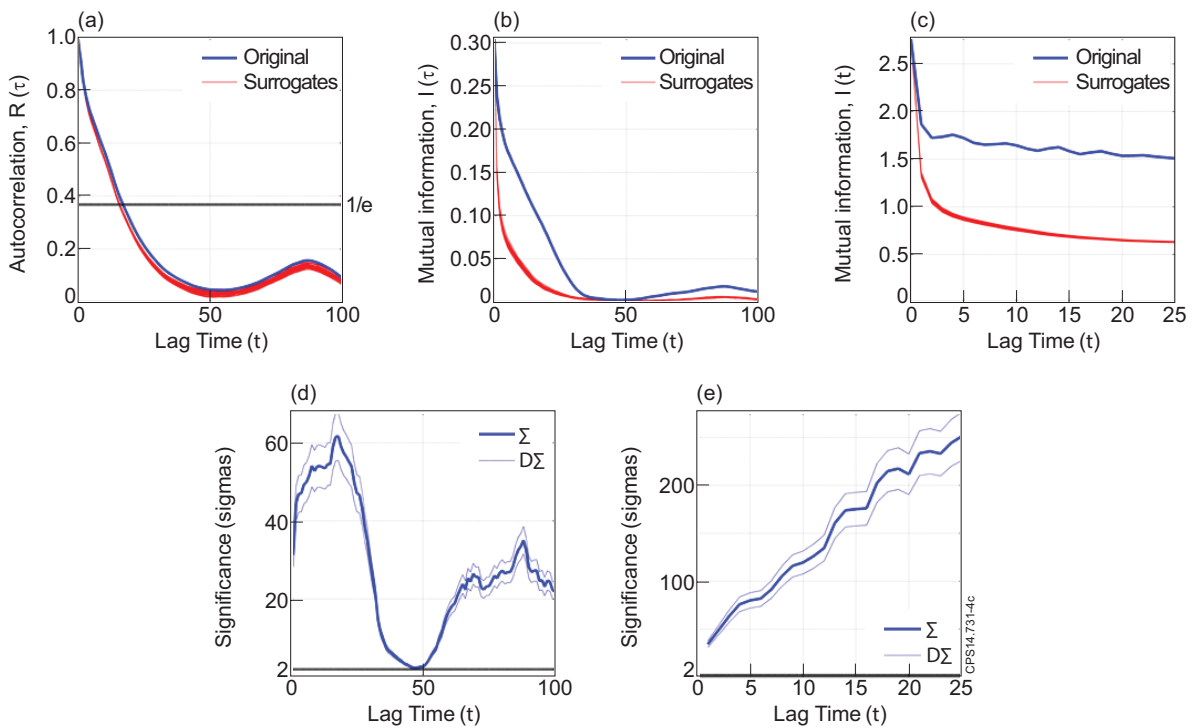 (a)
Autocorrelation, R (τ)
1.0
0.8
0.6
0.4
0.2
0
Original
Surrogates
1/e
0
50
100
Lag Time (t)
(b)
Mutual information, I (τ)
0.30
0.25
0.20
0.15
0.10
0.05
0
Original
Surrogates
0
50
100
Lag Time (t)
(c)
Mutual information, I (t)
2.5
2.0
1.5
1.0
0.5
0
Original
Surrogates
0
5
10
15
20
25
Lag Time (t)
(d)
Significance (sigmas)
60
40
20
2
Σ
DΣ
0
50
100
Lag Time (t)
(e)
Significance (sigmas)
200
100
2
Σ
DΣ
CPS14.731-4c
0
5
10
15
20
25
Lag Time (t)